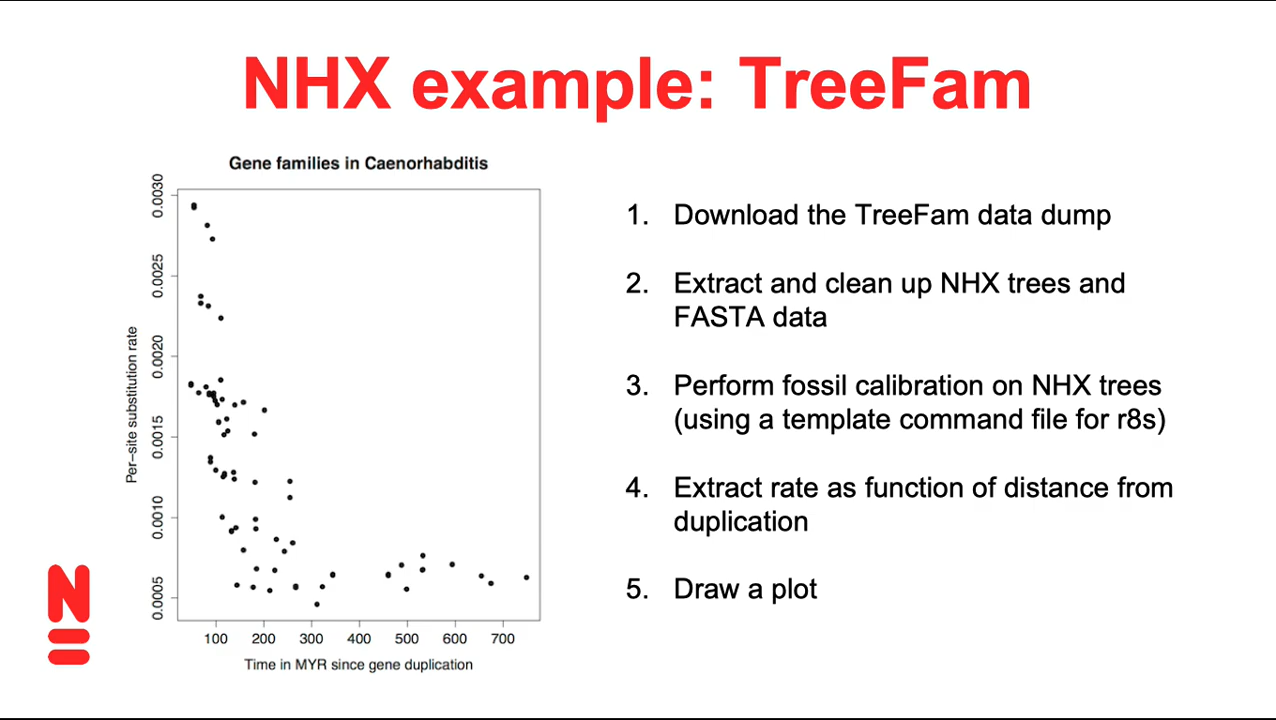 NHX example: TreeFam
Gene families in Caenorhabditis
Per−site substitution rate
0.0030
0.0025
0.0020
0.0015
0.0010
0.0005
100 200 300 400 500 600 700
Time in MYR since gene duplication
1. Download the TreeFam data dump
2. Extract and clean up NHX trees and
FASTA data
3. Perform fossil calibration on NHX trees
(using a template command file for r8s)
4. Extract rate as function of distance from
duplication
5. Draw a plot
N